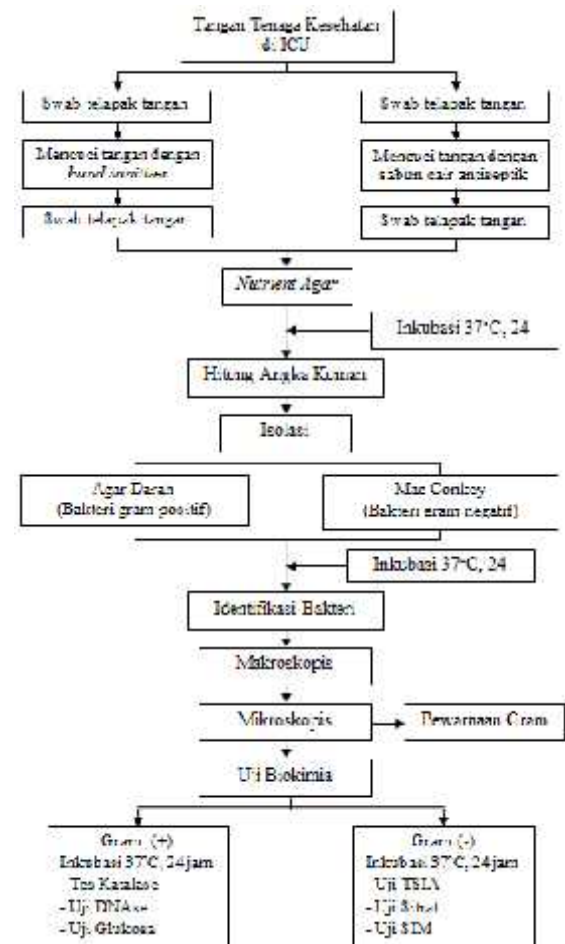 Tangan Tenaga Kesehatan
di ICU
Swab telapak tangan
Swab telapak tangan
Mencuci tangan dengan
hand sanitizer
Mencuci tangan dengan
sabun cair antiseptik
Swab telapak tangan
Swab telapak tangan
Nutrient Agar
Inkubasi 37°C, 24
Hitung Angka Kuman
Isolasi
Agar Darah
(Bakteri gram positif)
Mac Conkey
(Bakteri gram negatif)
Inkubasi 37°C, 24
Identifikasi Bakteri
Makroskopis
Mikroskopis
Pewarnaan Gram
Uji Biokimia
Gram (+)
Inkubasi 37°C, 24 jam
- Tes Katalase
- Uji DNAse
- Uji Glukosa
Gram (-)
Inkubasi 37°C, 24 jam
- Uji TSIA
- Uji Sitrat
- Uji SIM